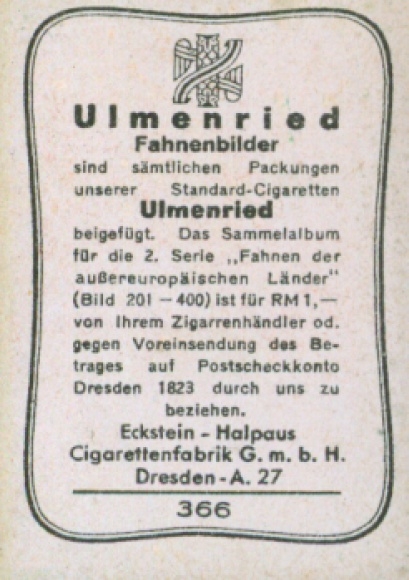 Ulmenried
Fahnenbilder
sind sämtlichen Packungen
unserer Standard-Cigaretten
Ulmenried
beigefügt. Das Sammelalbum
für die 2. Serie „Fahnen der
außereuropäischen Länder"
(Bild 201 – 400) ist für RM 1,—
von Ihrem Zigarrenhändler od.
gegen Voreinsendung des Be-
trages auf Postscheckkonto
Dresden 1823 durch uns zu
beziehen.
Eckstein - Halpaus
Cigarettenfabrik G. m. b. H.
Dresden - A. 27
366